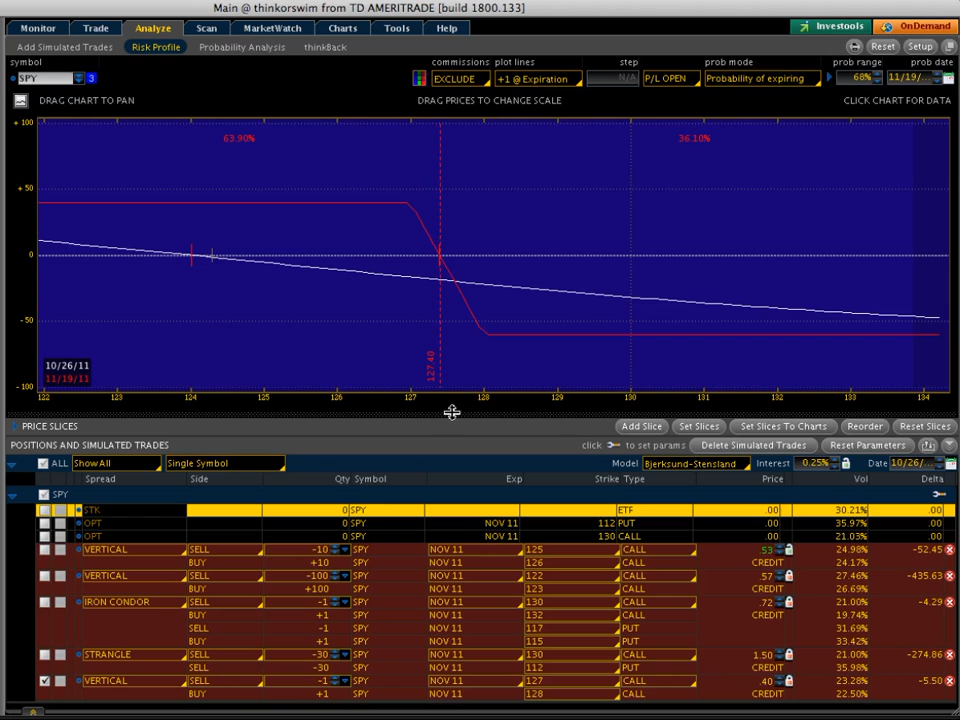 Main @ thinkorswim from TD AMERITRADE [build 1800.133]
Monitor Trade Analyze Scan MarketWatch Charts Tools Help Investools OnDemand
Add Simulated Trades Risk Profile Probability Analysis thinkBack Reset Setup
symbol commissions plot lines step prob mode prob range prob date
SPY 3 EXCLUDE +1 @ Expiration N/A P/L OPEN Probability of expiring 68% 11/19/...
DRAG CHART TO PAN DRAG PRICES TO CHANGE SCALE CLICK CHART FOR DATA
+ 100
63.90% 36.10%
+ 50
0
- 50
127.40
10/26/11
11/19/11
- 100
122 123 124 125 126 127 128 129 130 131 132 133 134
PRICE SLICES Add Slice Set Slices Set Slices To Charts Reorder Reset Slices
POSITIONS AND SIMULATED TRADES click to set params Delete Simulated Trades Reset Parameters
ALL Show All Single Symbol Model Bjerksund-Stensland Interest 0.25% Date 10/26/...
Spread Side Qty Symbol Exp Strike Type Price Vol Delta
SPY
STK 0 SPY ETF .00 30.21% .00
OPT 0 SPY NOV 11 112 PUT .00 35.97% .00
OPT 0 SPY NOV 11 130 CALL .00 21.03% .00
VERTICAL SELL -10 SPY NOV 11 125 CALL .53 24.98% -52.45
BUY +10 SPY NOV 11 126 CALL CREDIT 24.17%
VERTICAL SELL -100 SPY NOV 11 122 CALL .57 27.46% -435.63
BUY +100 SPY NOV 11 123 CALL CREDIT 26.69%
IRON CONDOR SELL -1 SPY NOV 11 130 CALL .72 21.00% -4.29
BUY +1 SPY NOV 11 132 CALL CREDIT 19.74%
SELL -1 SPY NOV 11 117 PUT 31.69%
BUY +1 SPY NOV 11 115 PUT 33.42%
STRANGLE SELL -30 SPY NOV 11 130 CALL 1.50 21.00% -274.86
SELL -30 SPY NOV 11 112 PUT CREDIT 35.98%
VERTICAL SELL -1 SPY NOV 11 127 CALL .40 23.28% -5.50
BUY +1 SPY NOV 11 128 CALL CREDIT 22.50%